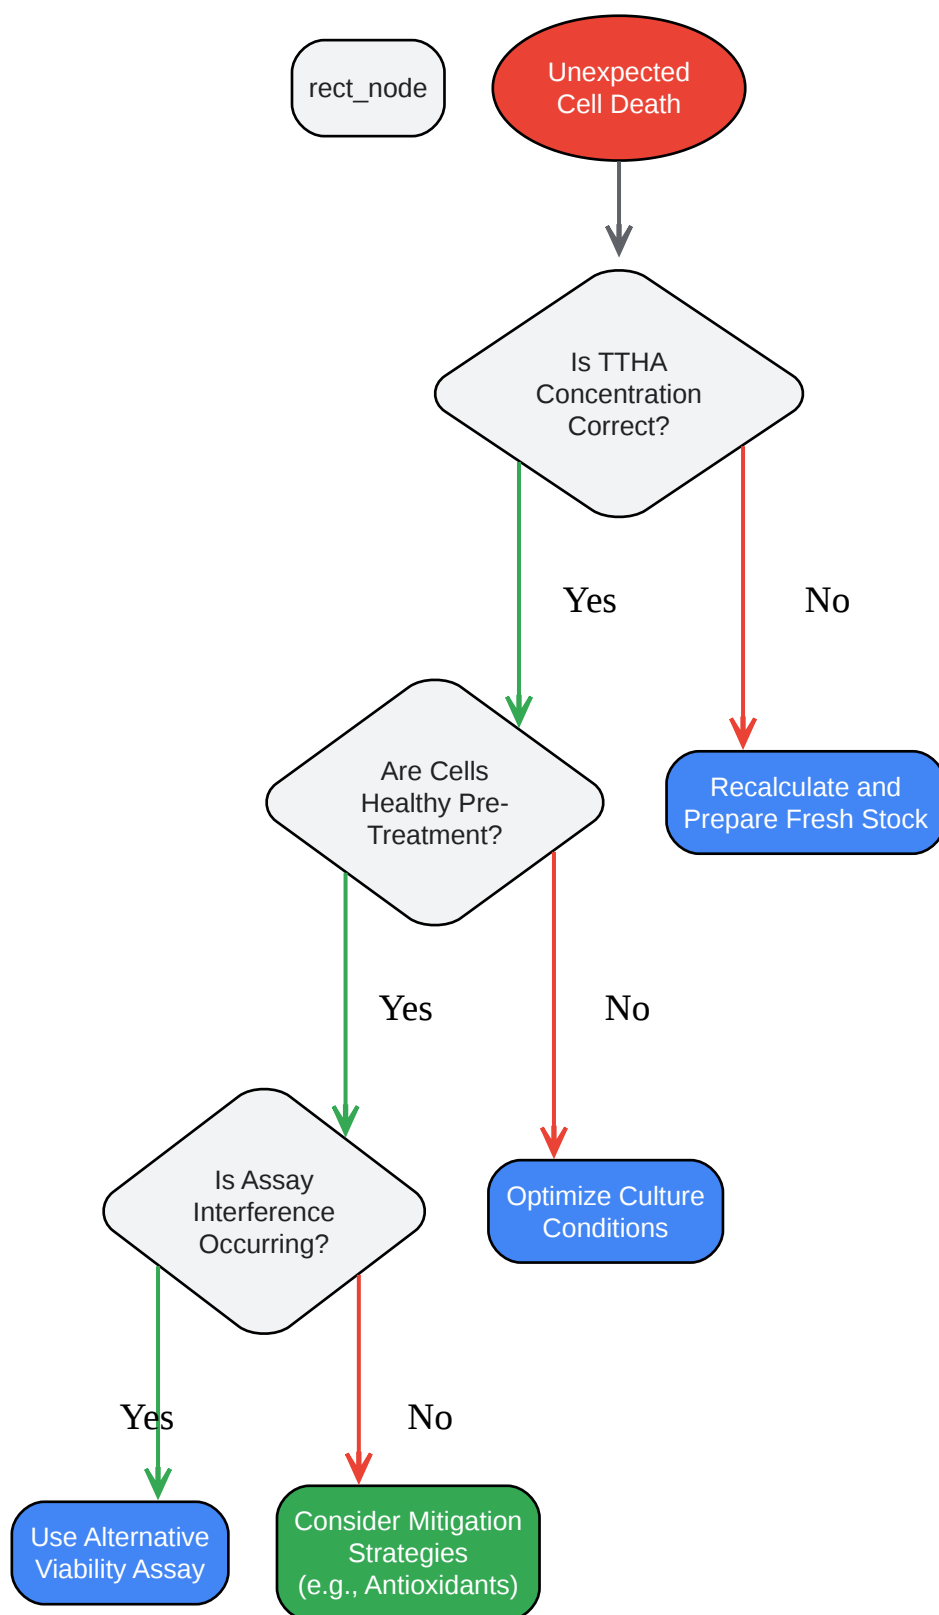 rect_node
Unexpected
Cell Death
Is TTHA
Concentration
Correct?
Yes
No
Are Cells
Healthy Pre-
Treatment?
Recalculate and
Prepare Fresh Stock
Yes
No
Is Assay
Interference
Occurring?
Optimize Culture
Conditions
Yes
No
Use Alternative
Viability Assay
Consider Mitigation
Strategies
(e.g., Antioxidants)